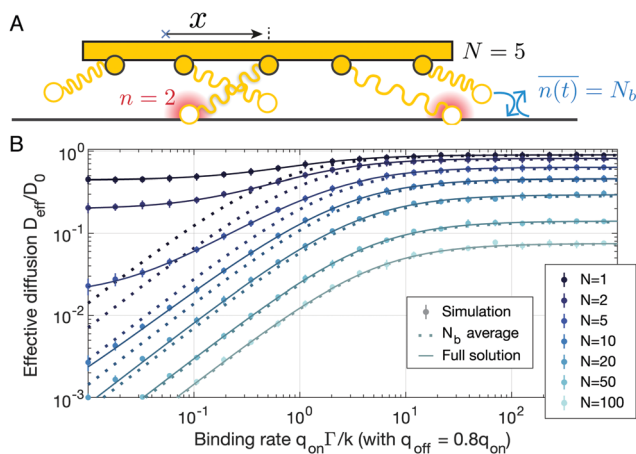 A
x
N = 5
n = 2
n(t) = N_b
B
Effective diffusion D_eff/D_0
10^0
10^-1
10^-2
10^-3
10^-1
10^0
10^1
10^2
Binding rate q_onΓ/k (with q_off = 0.8q_on)
Simulation
N_b average
Full solution
N=1
N=2
N=5
N=10
N=20
N=50
N=100